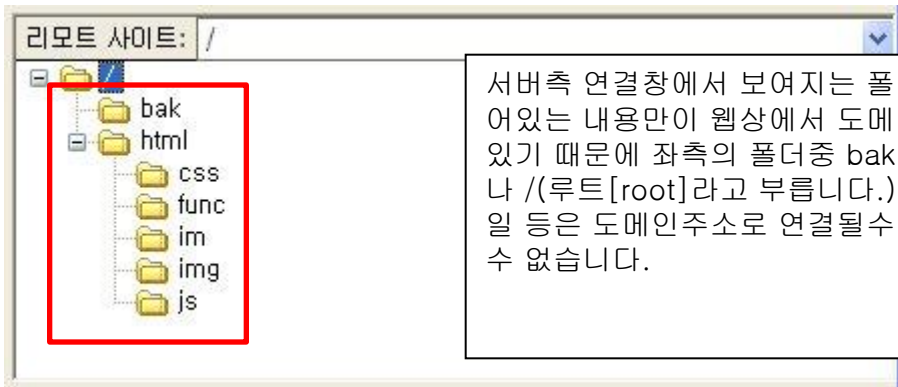 리모트 사이트: /
/
bak
html
css
func
im
img
js
서버측 연결창에서 보여지는 폴
어있는 내용만이 웹상에서 도메
있기 때문에 좌측의 폴더중 bak
나 /(루트[root]라고 부릅니다.)
일 등은 도메인주소로 연결될수
수 없습니다.